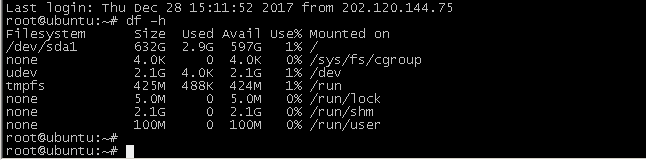 Last login: Thu Dec 28 15:11:52 2017 from 202.120.144.75
root@ubuntu:~# df -h
Filesystem      Size  Used Avail Use% Mounted on
/dev/sda1       632G  2.9G  597G   1% /
none            4.0K     0  4.0K   0% /sys/fs/cgroup
udev            2.1G  4.0K  2.1G   1% /dev
tmpfs           425M  488K  424M   1% /run
none            5.0M     0  5.0M   0% /run/lock
none            2.1G     0  2.1G   0% /run/shm
none            100M     0  100M   0% /run/user
root@ubuntu:~#
root@ubuntu:~#